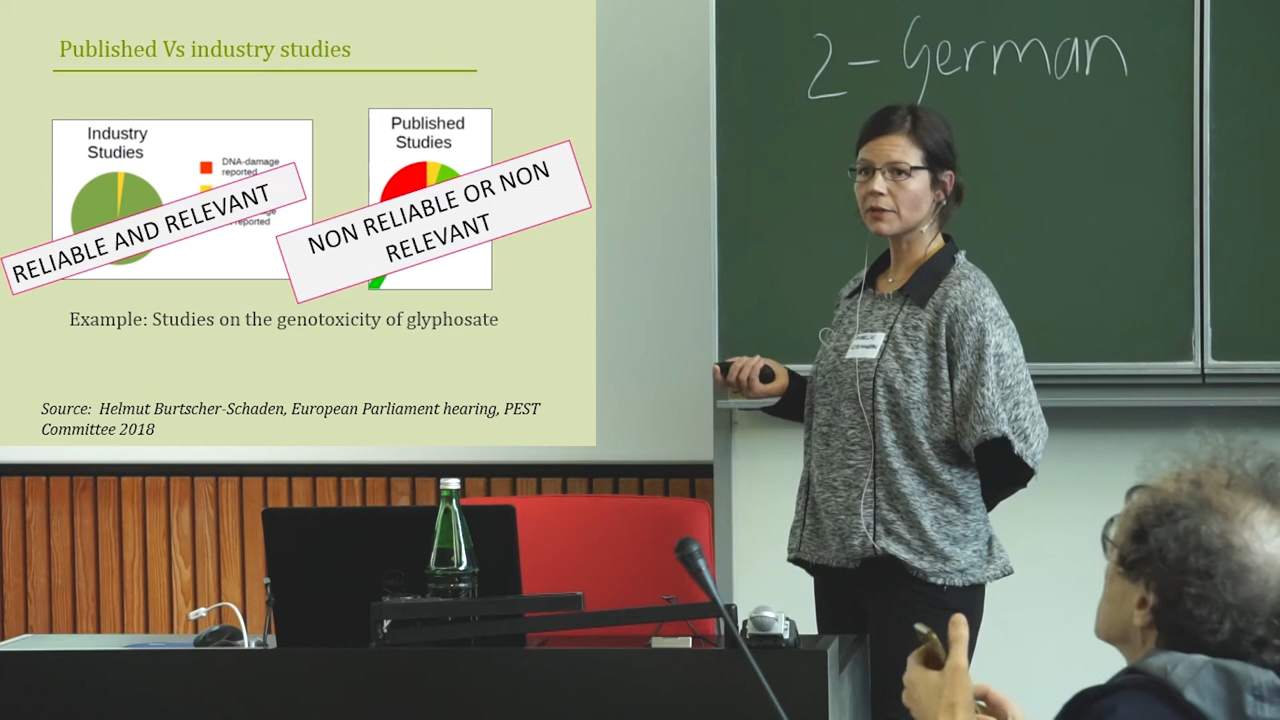 Published Vs industry studies
Industry
Studies
DNA-damage
reported
reported
RELIABLE AND RELEVANT
Published
Studies
NON RELIABLE OR NON
RELEVANT
Example: Studies on the genotoxicity of glyphosate
Source: Helmut Burtscher-Schaden, European Parliament hearing, PEST
Committee 2018
2 - German